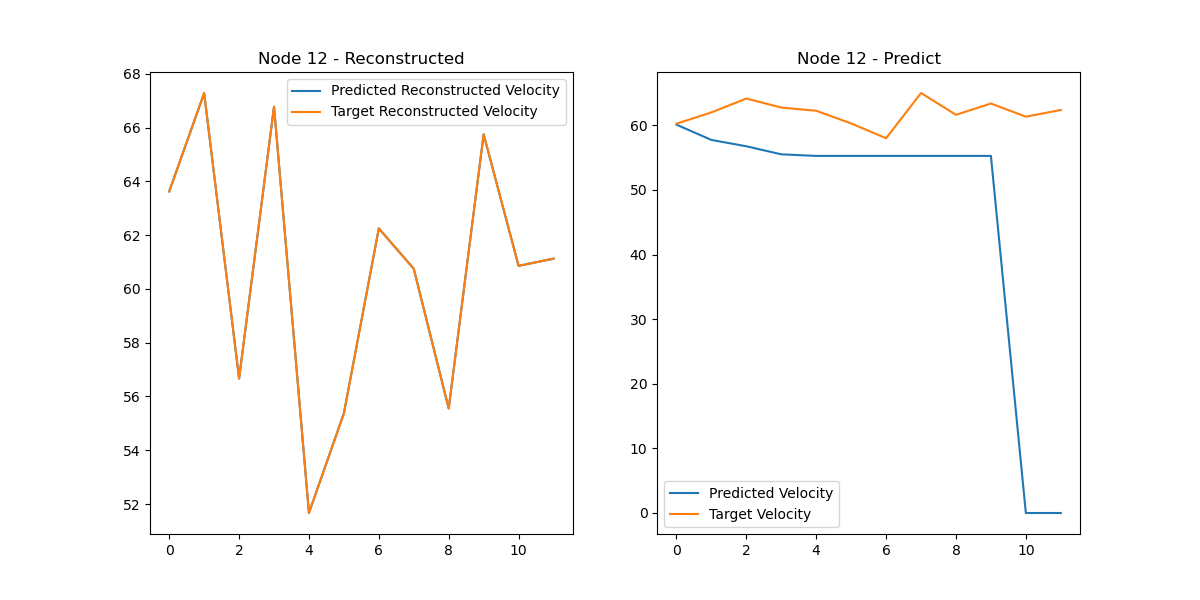 Node 12 - Reconstructed
68
66
64
62
60
58
56
54
52
0 2 4 6 8 10
Predicted Reconstructed Velocity
Target Reconstructed Velocity
Node 12 - Predict
60
50
40
30
20
10
0
0 2 4 6 8 10
Predicted Velocity
Target Velocity